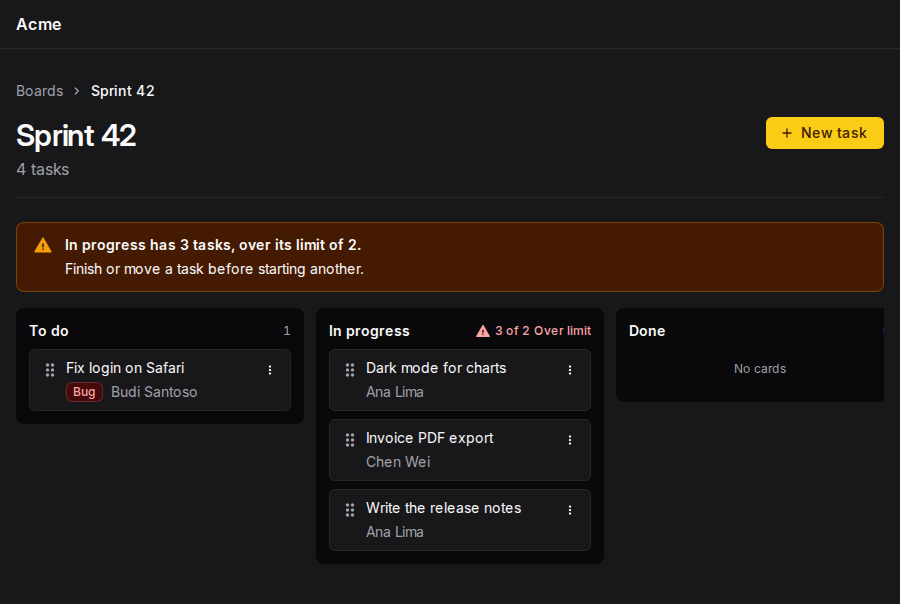 Acme
Boards
Sprint 42
Sprint 42
New task
4 tasks
In progress has 3 tasks, over its limit of 2.
Finish or move a task before starting another.
To do 1
Fix login on Safari
Bug Budi Santoso
In progress 3 of 2 Over limit
Dark mode for charts
Ana Lima
Invoice PDF export
Chen Wei
Write the release notes
Ana Lima
Done
No cards